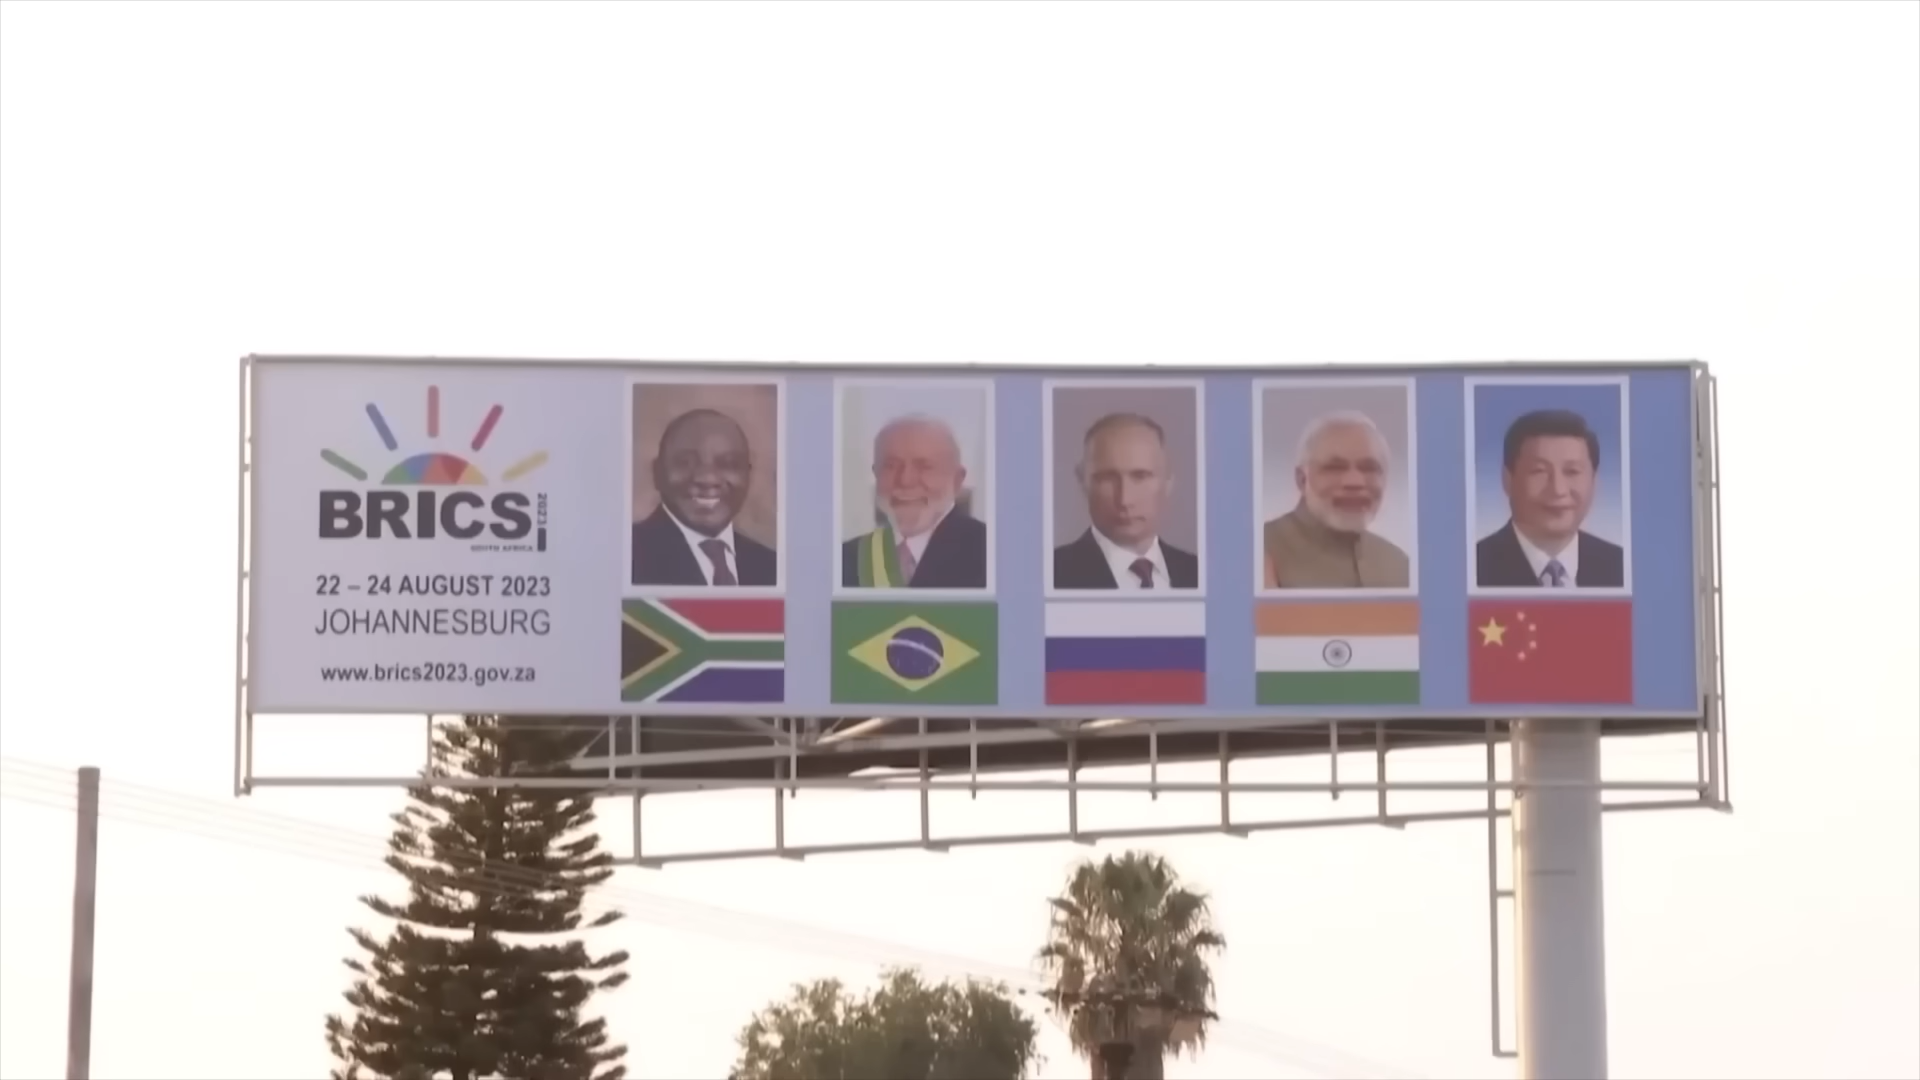 BRICS
2023
SOUTH AFRICA
22 – 24 AUGUST 2023
JOHANNESBURG
www.brics2023.gov.za